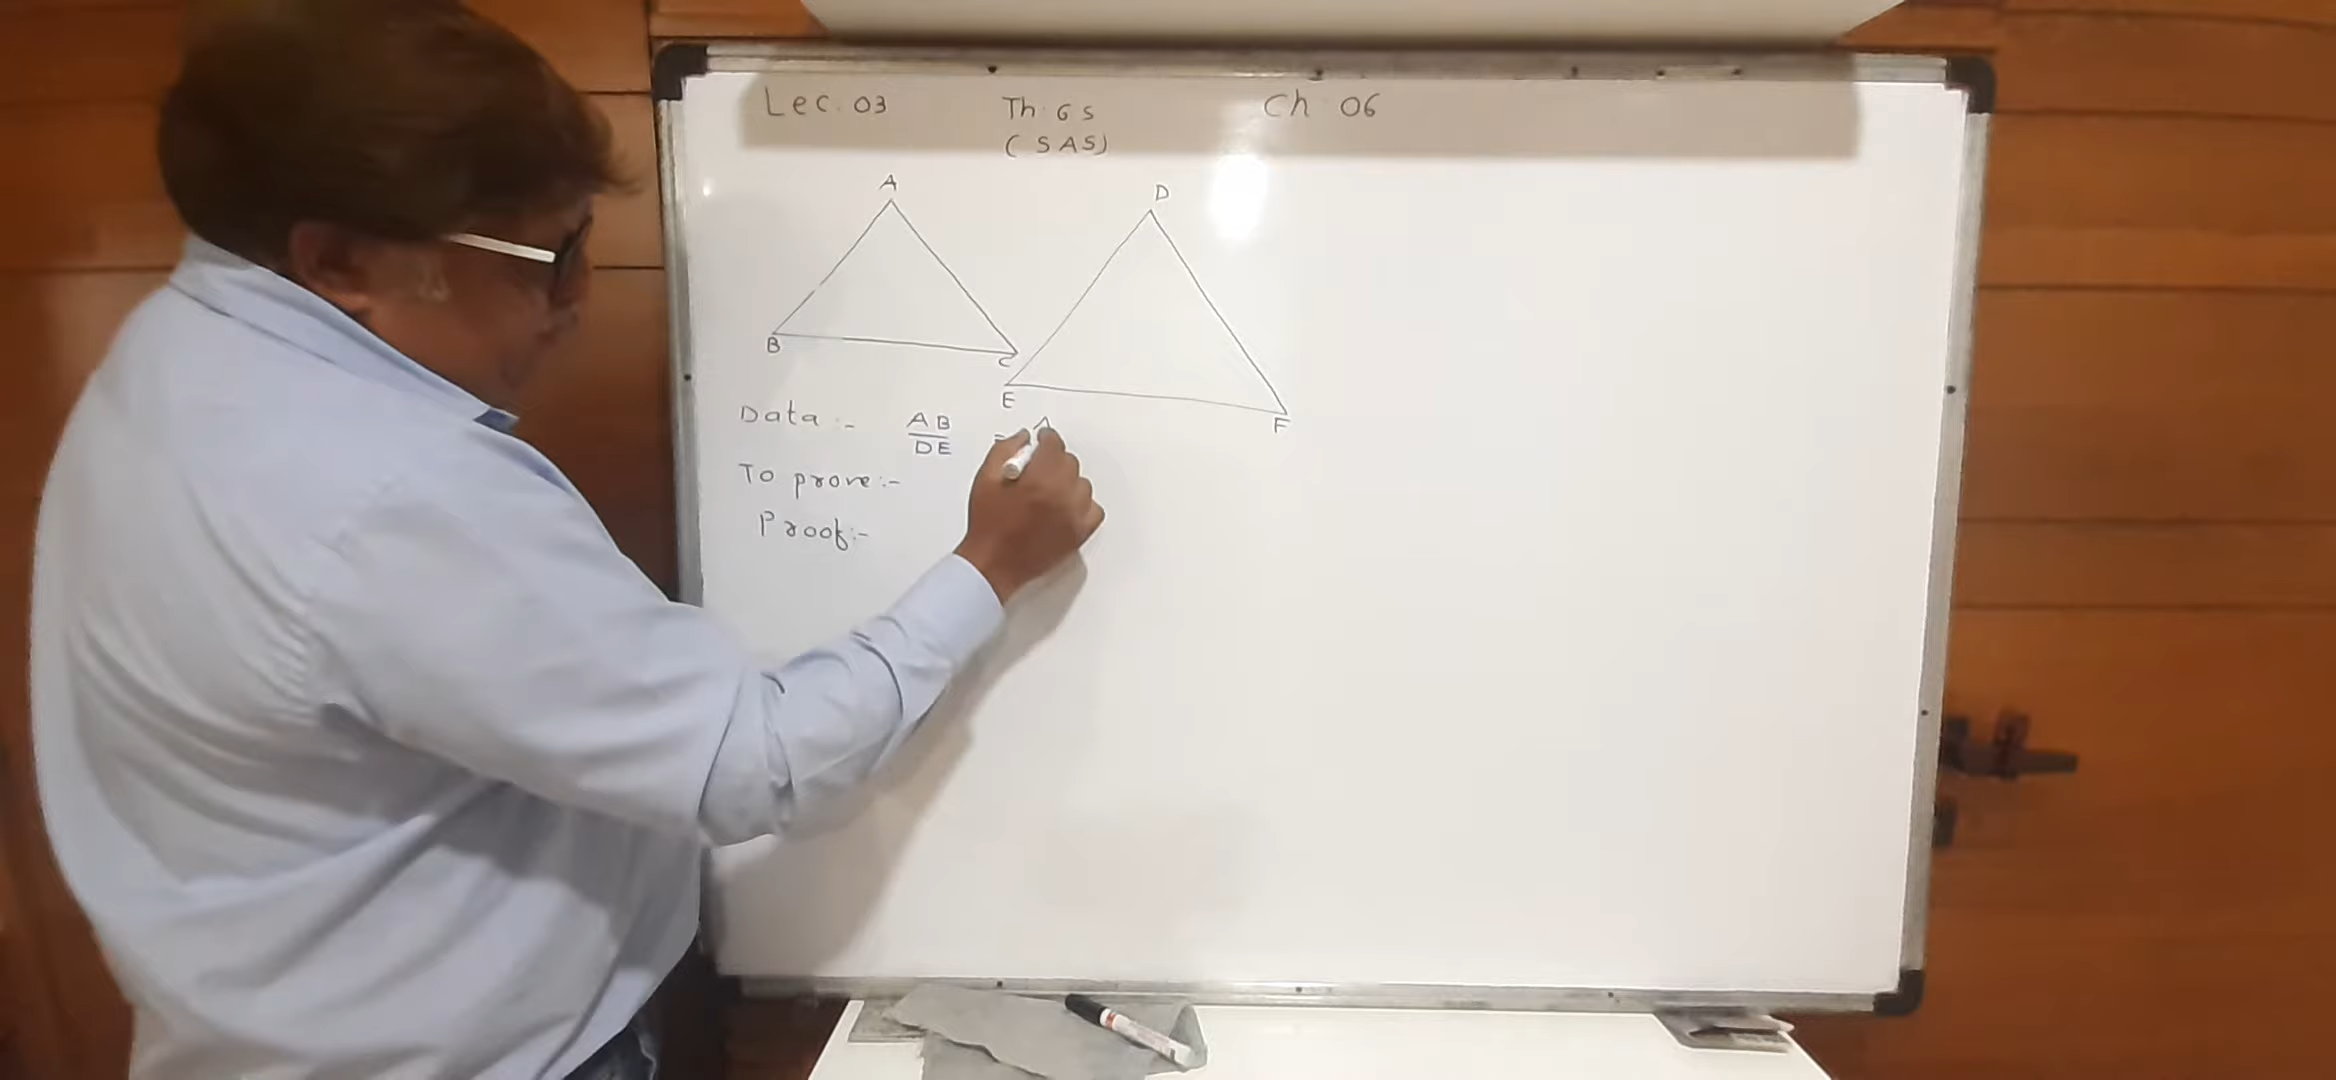 Lec. 03 Th. 6.5 Ch 06
(SAS)
A
D
B
C
E
F
Data :- AB/DE = A
To prove:-
Proof:-